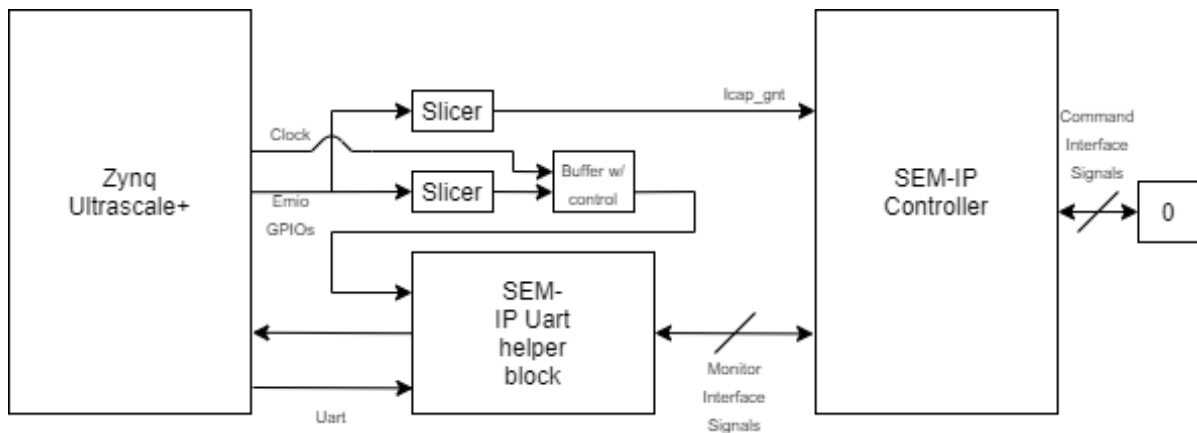 Slicer
Icap_gnt
Clock
Zynq
Ultrascale+
Slicer
Emio
GPIOs
Buffer w/
control
SEM-IP
Controller
Command
Interface
Signals
0
SEM-
IP Uart
helper
block
Uart
Monitor
Interface
Signals